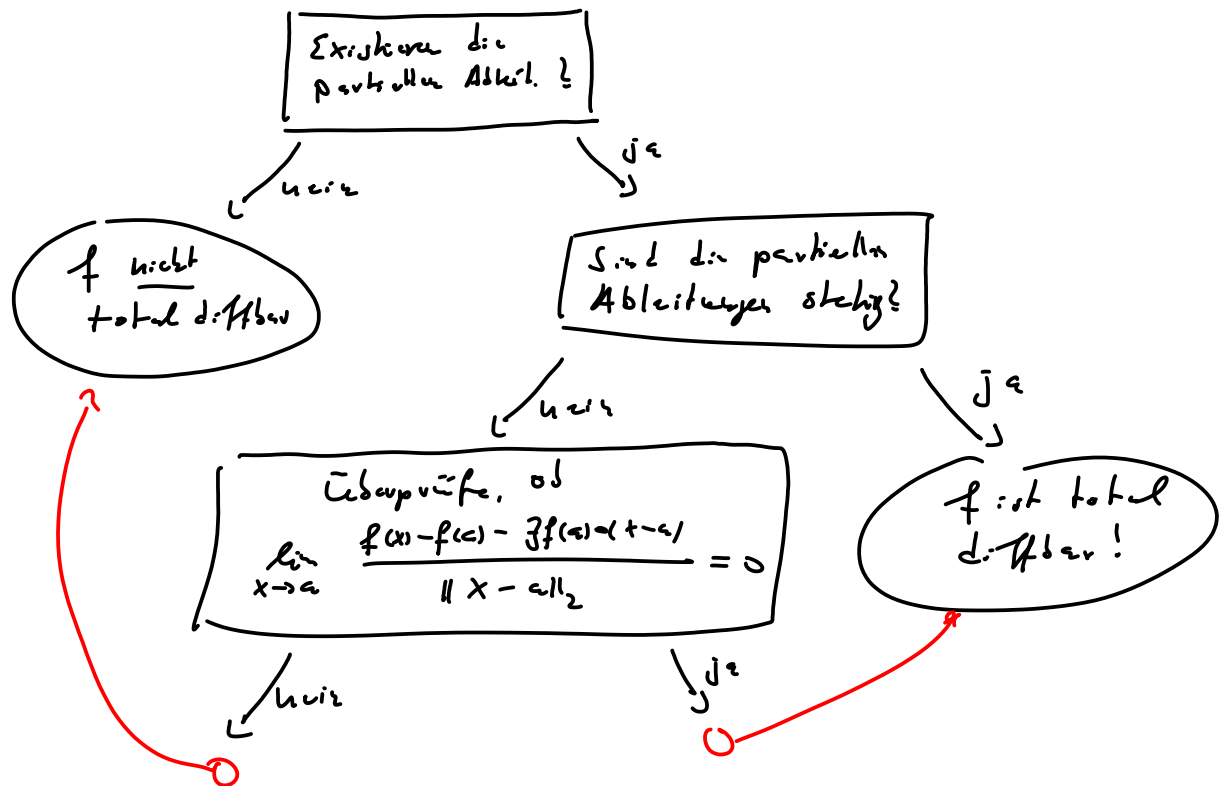 Existieren die
partiellen Ableit. ?
nein
ja
f nicht
total diffbar
Sind die partiellen
Ableitungen stetig?
nein
ja
Überprüfe, ob
lim x→a (f(x)-f(a) - Jf(a)∘(x-a)) / ‖x-a‖₂ = 0
f ist total
diffbar!
nein
ja